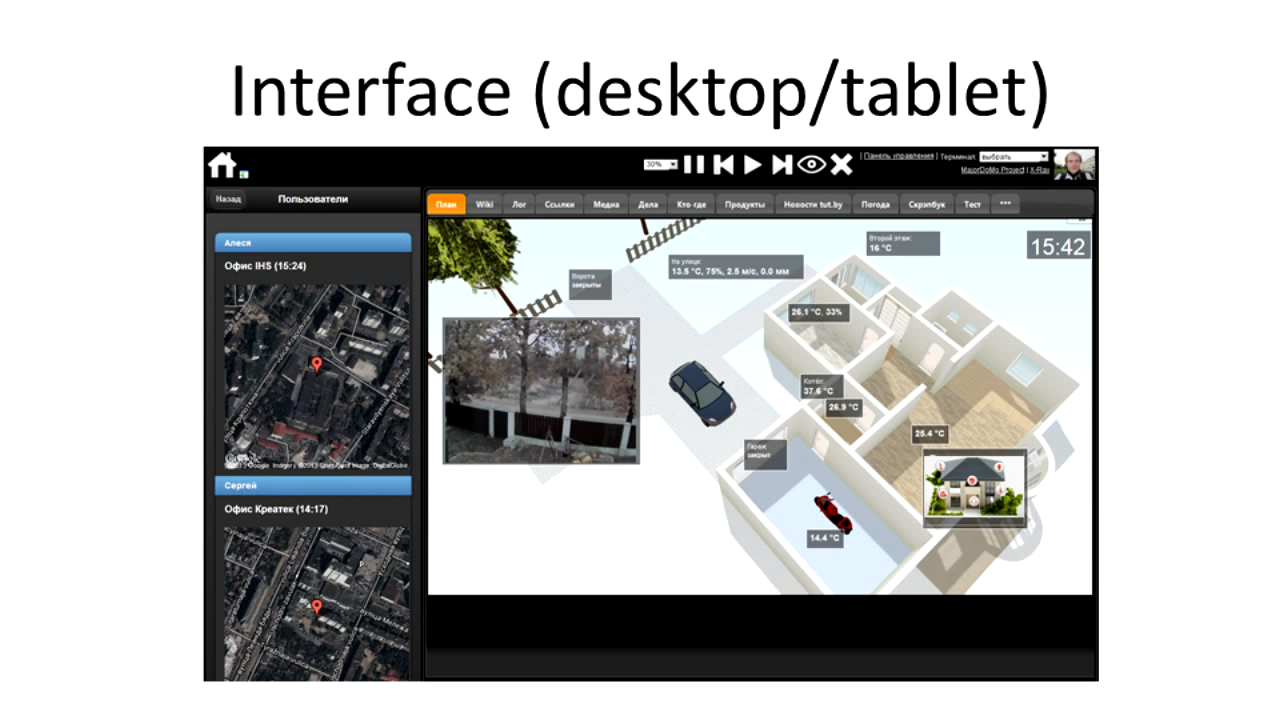 Interface (desktop/tablet)
30%
[ Панель управления ] Терминал: выбрать
MajorDoMo Project | X-Ray
Назад
Пользователи
План
Wiki
Лог
Ссылки
Медиа
Дела
Кто-где
Продукты
Новости tut.by
Погода
Скрэпбук
Тест
Алеся
Офис IHS (15:24)
Сергей
Офис Креатек (14:17)
Второй этаж:
16 °C
15:42
На улице:
13.5 °C, 75%, 2.5 м/с, 0.0 мм
Ворота
закрыты
26.1 °C, 33%
Котёл:
37.6 °C
26.9 °C
25.4 °C
Гараж:
закрыт
14.4 °C